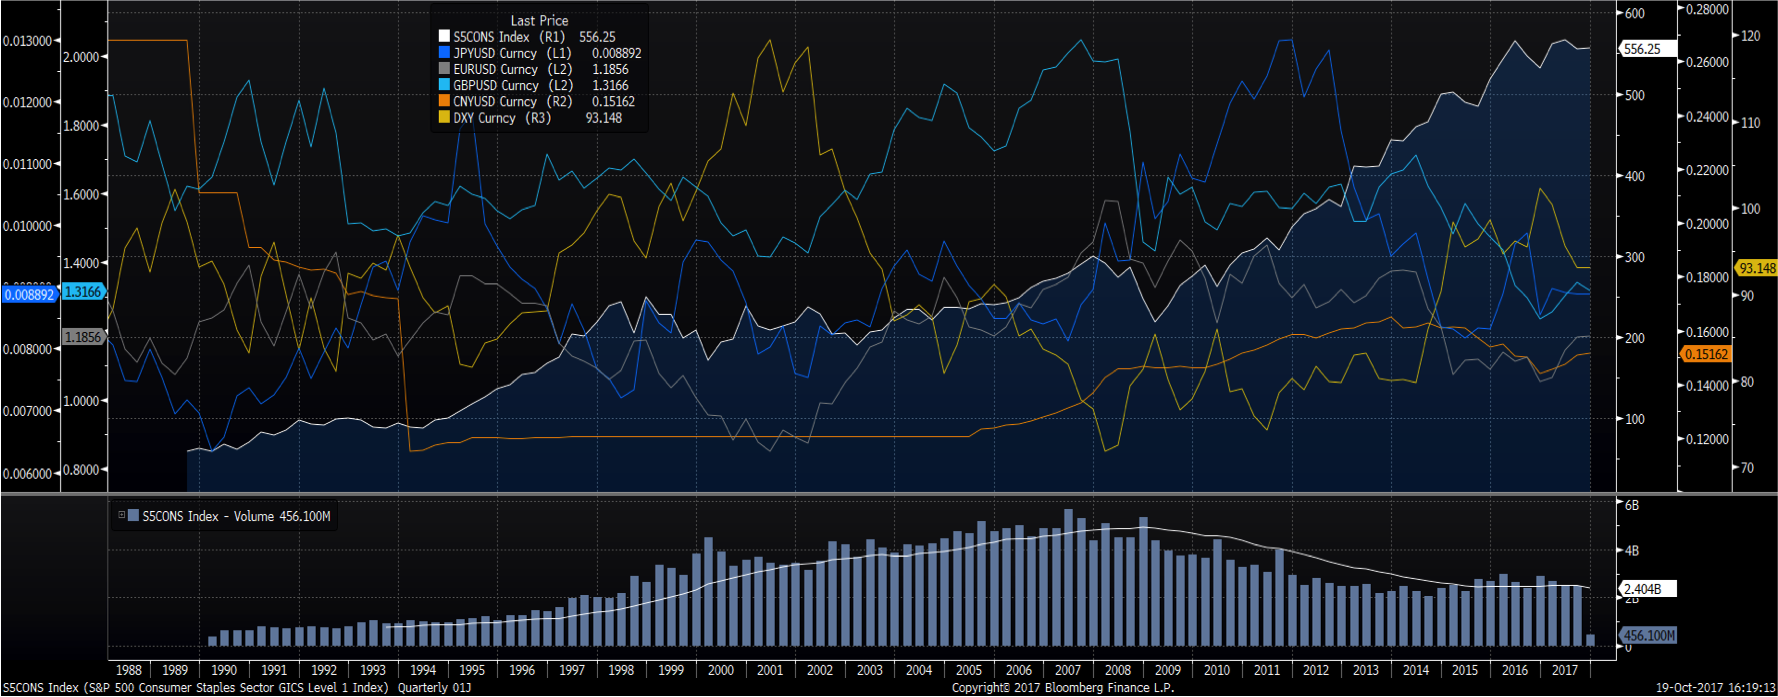 Last Price
S5CONS Index (R1) 556.25
JPYUSD Curncy (L1) 0.008892
EURUSD Curncy (L2) 1.1856
GBPUSD Curncy (L2) 1.3166
CNYUSD Curncy (R2) 0.15162
DXY Curncy (R3) 93.148
0.013000
0.012000
0.011000
0.010000
0.008892
0.008000
0.007000
0.006000
2.0000
1.8000
1.6000
1.4000
1.3166
1.1856
1.0000
0.8000
600
556.25
500
400
300
200
100
0.28000
0.26000
0.24000
0.22000
0.20000
0.18000
0.16000
0.15162
0.14000
0.12000
120
110
100
93.148
90
80
70
S5CONS Index - Volume 456.100M
6B
4B
2.404B
2B
456.100M
0
1988 1989 1990 1991 1992 1993 1994 1995 1996 1997 1998 1999 2000 2001 2002 2003 2004 2005 2006 2007 2008 2009 2010 2011 2012 2013 2014 2015 2016 2017
S5CONS Index (S&P 500 Consumer Staples Sector GICS Level 1 Index) Quarterly 01J
Copyright© 2017 Bloomberg Finance L.P.
19-Oct-2017 16:19:13